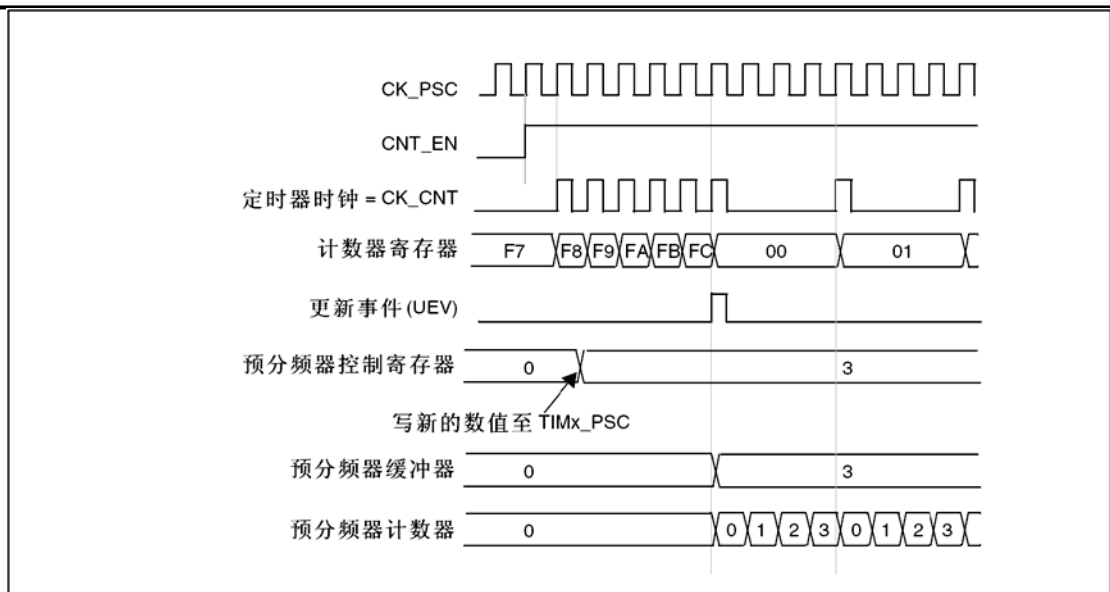 CK_PSC
CNT_EN
定时器时钟 = CK_CNT
计数器寄存器 F7 F8 F9 FA FB FC 00 01
更新事件(UEV)
预分频器控制寄存器 0 3
写新的数值至 TIMx_PSC
预分频器缓冲器 0 3
预分频器计数器 0 0 1 2 3 0 1 2 3